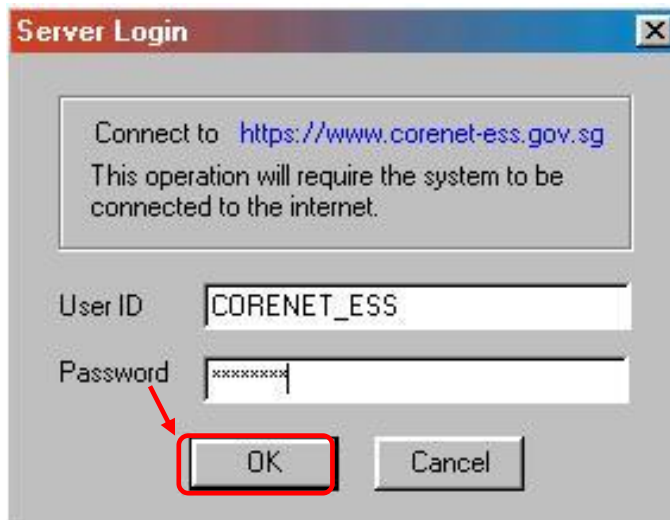 Server Login
Connect to https://www.corenet-ess.gov.sg
This operation will require the system to be
connected to the internet.
User ID CORENET_ESS
Password ********
OK Cancel